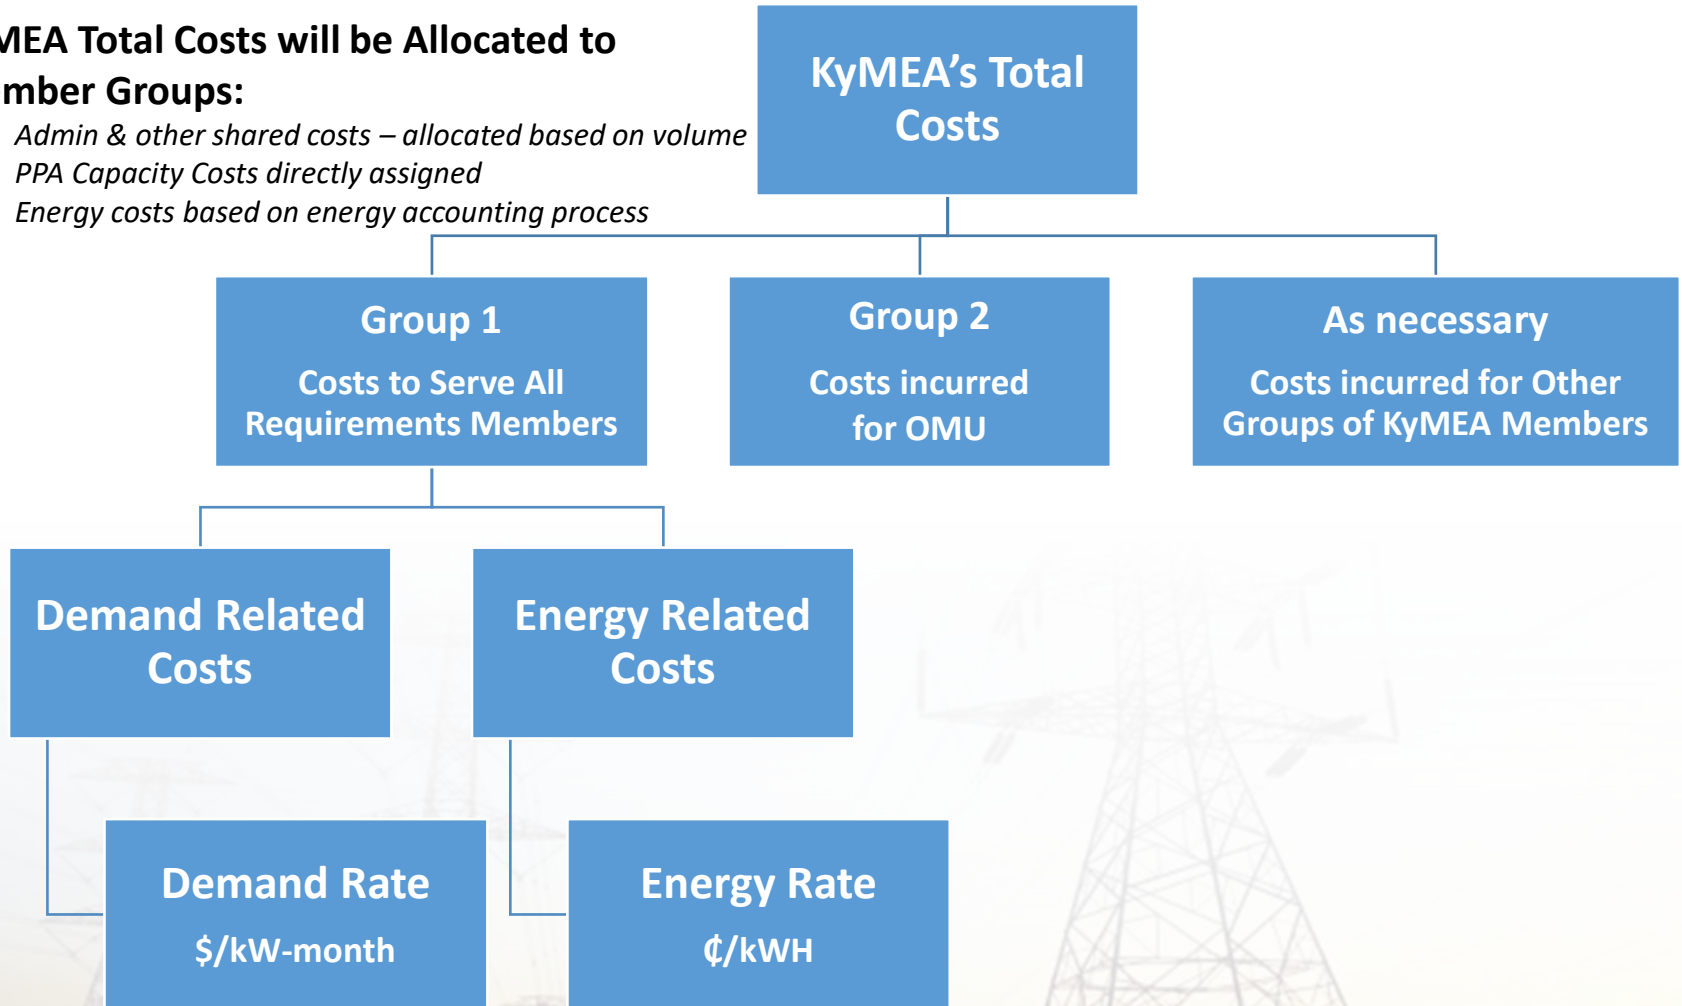 MEA Total Costs will be Allocated to
mber Groups:
Admin & other shared costs – allocated based on volume
PPA Capacity Costs directly assigned
Energy costs based on energy accounting process
KyMEA's Total
Costs
Group 1
Costs to Serve All
Requirements Members
Group 2
Costs incurred
for OMU
As necessary
Costs incurred for Other
Groups of KyMEA Members
Demand Related
Costs
Energy Related
Costs
Demand Rate
$/kW-month
Energy Rate
₵/kWH